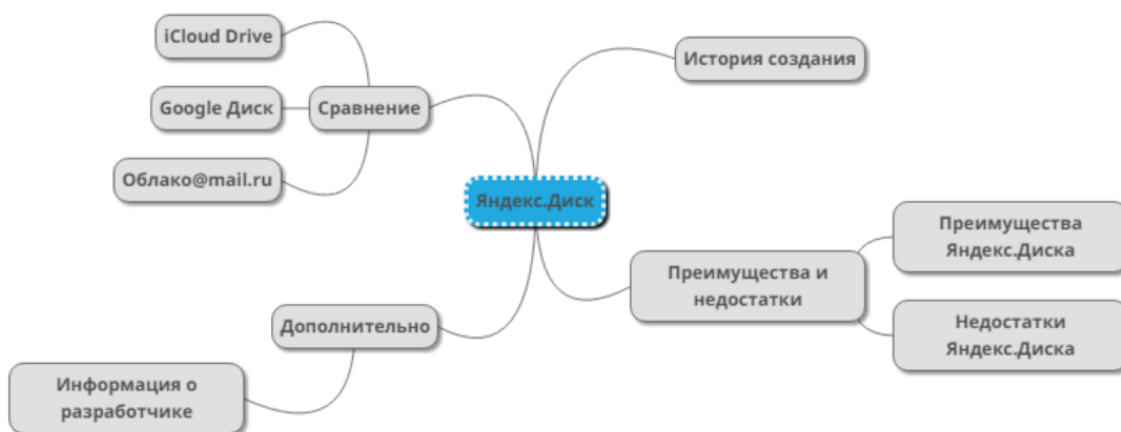 iCloud Drive
История создания
Google Диск
Сравнение
Облако@mail.ru
Яндекс.Диск
Преимущества
Яндекс.Диска
Преимущества и
недостатки
Недостатки
Яндекс.Диска
Дополнительно
Информация о
разработчике